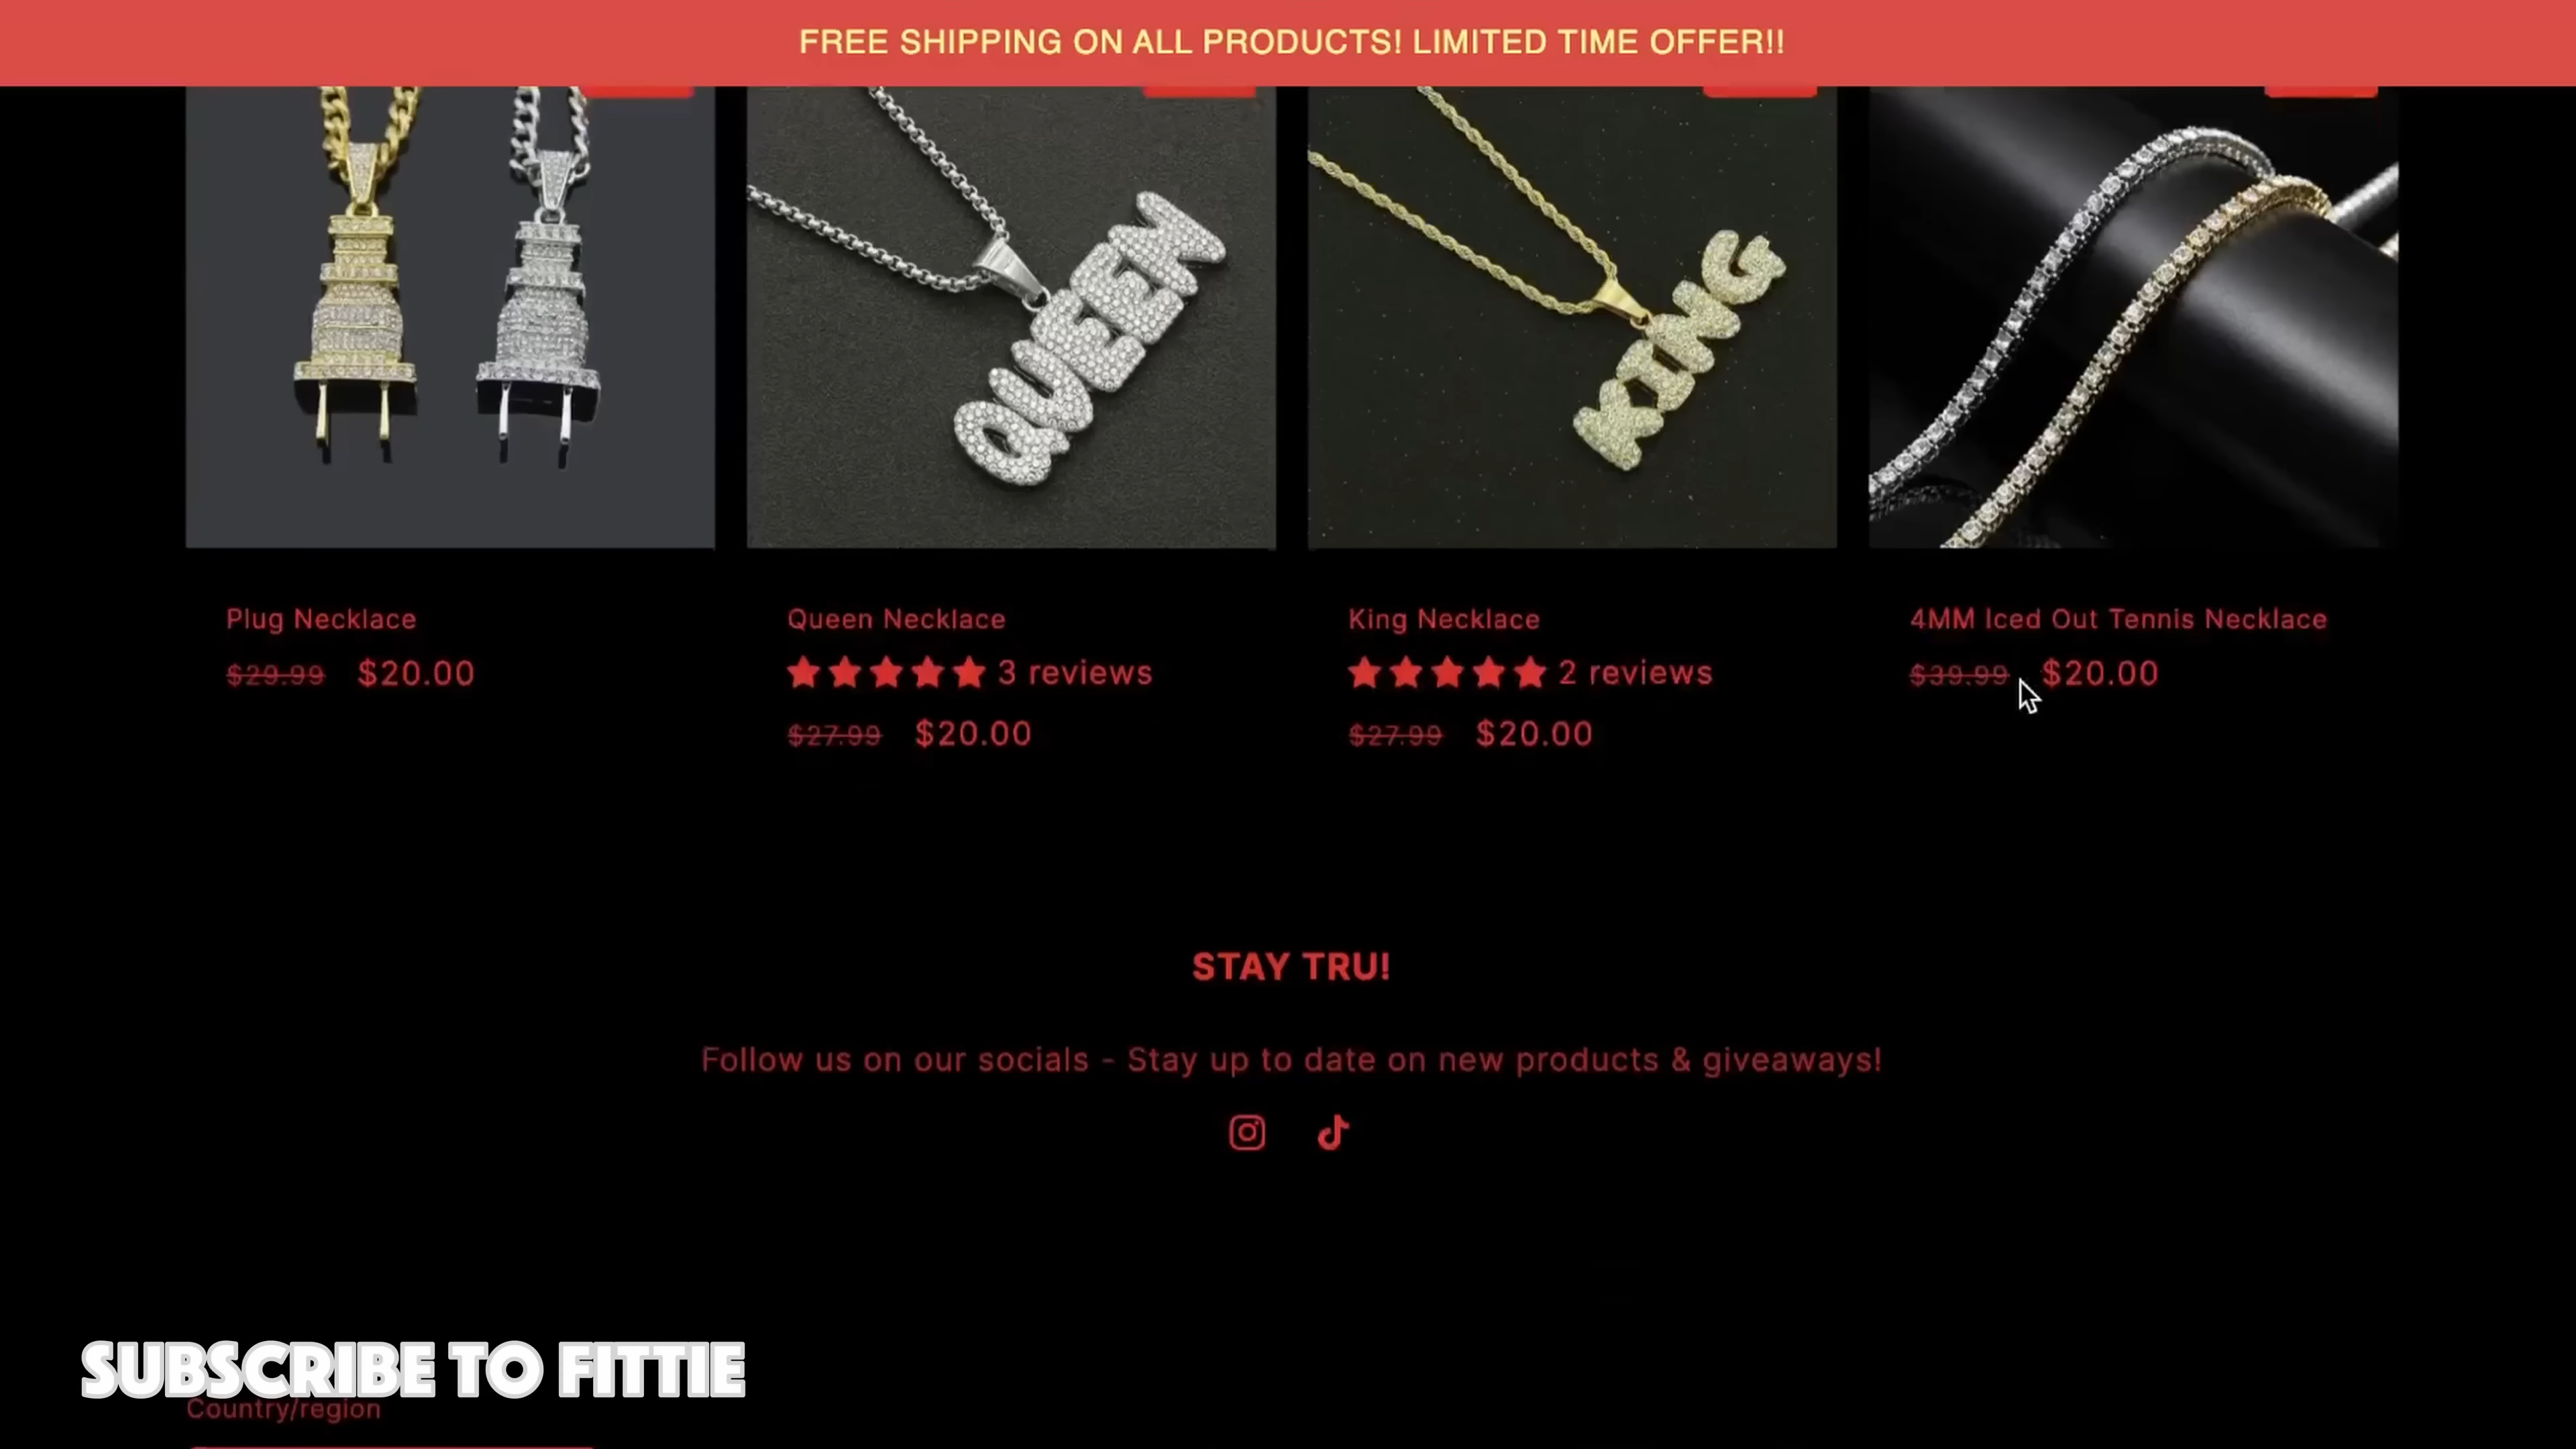 FREE SHIPPING ON ALL PRODUCTS! LIMITED TIME OFFER!!
QUEEN
KING
Plug Necklace
$29.99 $20.00
Queen Necklace
3 reviews
$27.99 $20.00
King Necklace
2 reviews
$27.99 $20.00
4MM Iced Out Tennis Necklace
$39.99 $20.00
STAY TRU!
Follow us on our socials - Stay up to date on new products & giveaways!
SUBSCRIBE TO FITTIE
Country/region